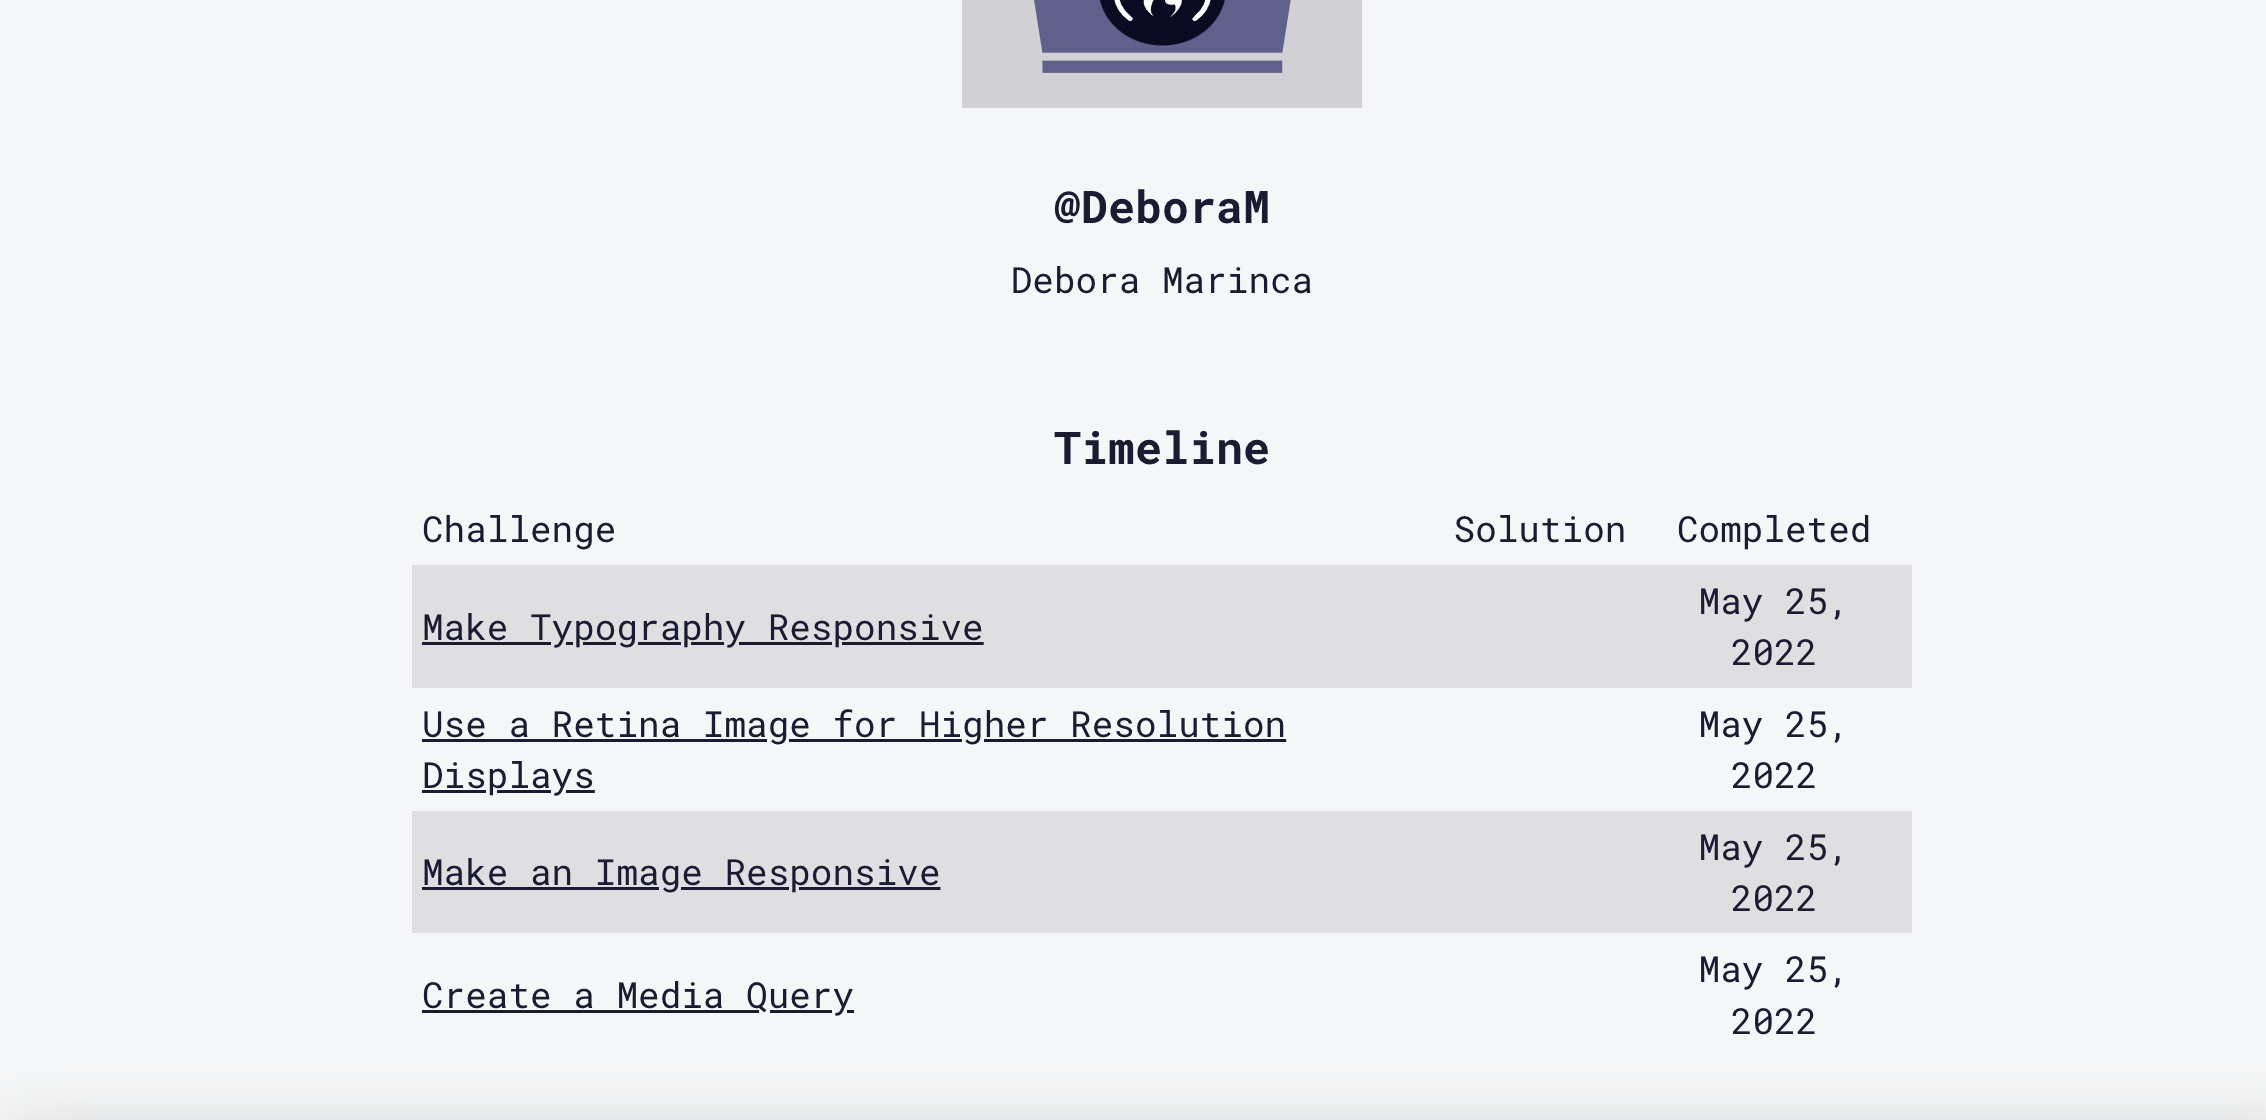 @DeboraM
Debora Marinca
Timeline
Challenge Solution Completed
Make Typography Responsive May 25,
2022
Use a Retina Image for Higher Resolution May 25,
Displays 2022
Make an Image Responsive May 25,
2022
Create a Media Query May 25,
2022